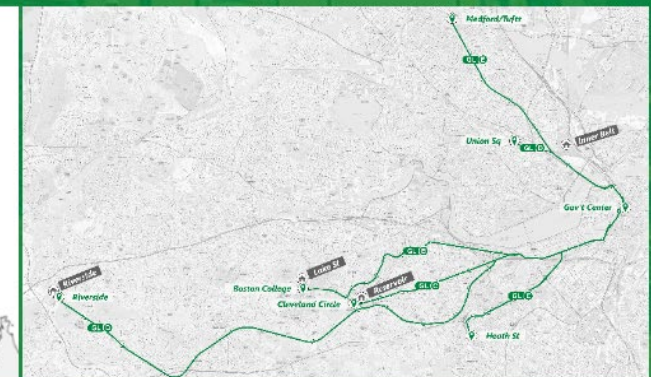 Medford/Tufts
GL E
Union Sq
GL D
Inner Belt
Gov't Center
GL B
Lake St
Boston College
Reservoir
GL C
Cleveland Circle
Riverside
Riverside
GL D
GL E
Heath St